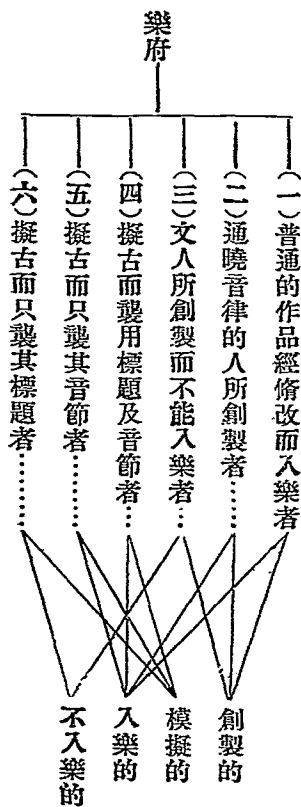 樂府
(一)普通的作品經脩改而入樂者
(二)通曉音律的人所創製者……
(三)文人所創製而不能入樂者…
(四)擬古而襲用標題及音節者…
(五)擬古而只襲其音節者………
(六)擬古而只襲其標題者………
創製的
模擬的
入樂的
不入樂的